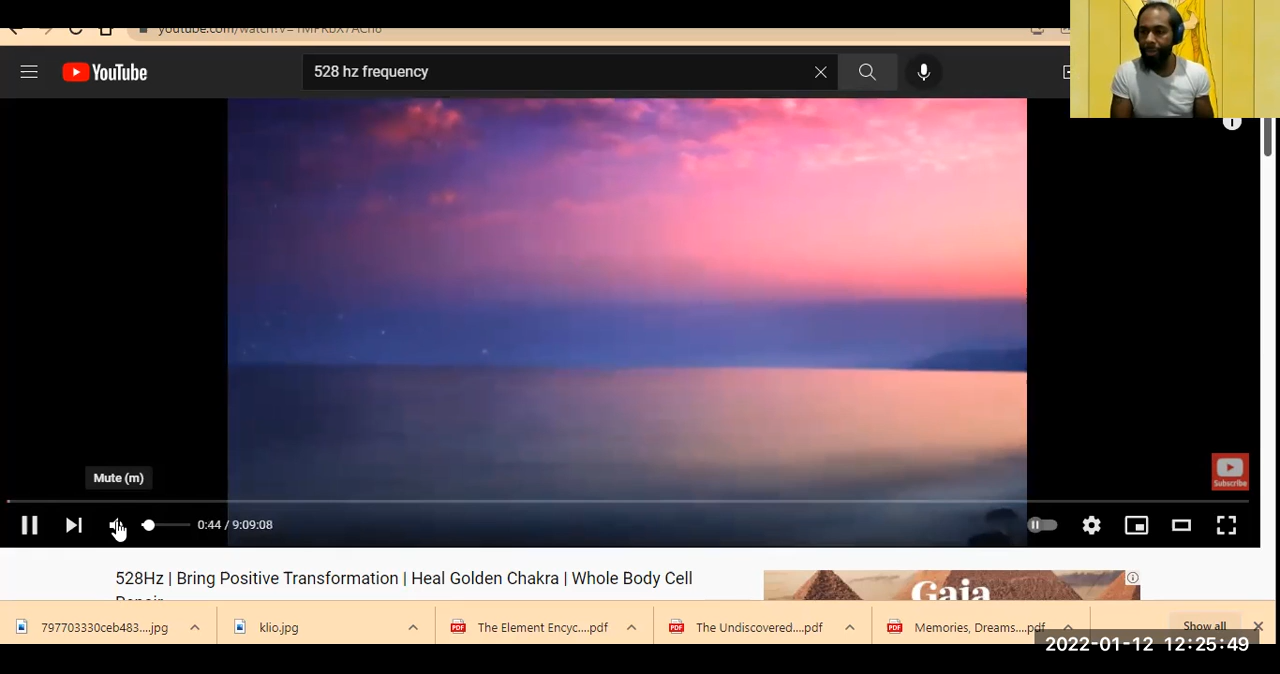 YouTube
528 hz frequency
Mute (m)
Subscribe
0:44 / 9:09:08
528Hz | Bring Positive Transformation | Heal Golden Chakra | Whole Body Cell
Gaia
797703330ceb483....jpg
klio.jpg
The Element Encyc....pdf
The Undiscovered....pdf
Memories, Dreams....pdf
Show all
2022-01-12 12:25:49